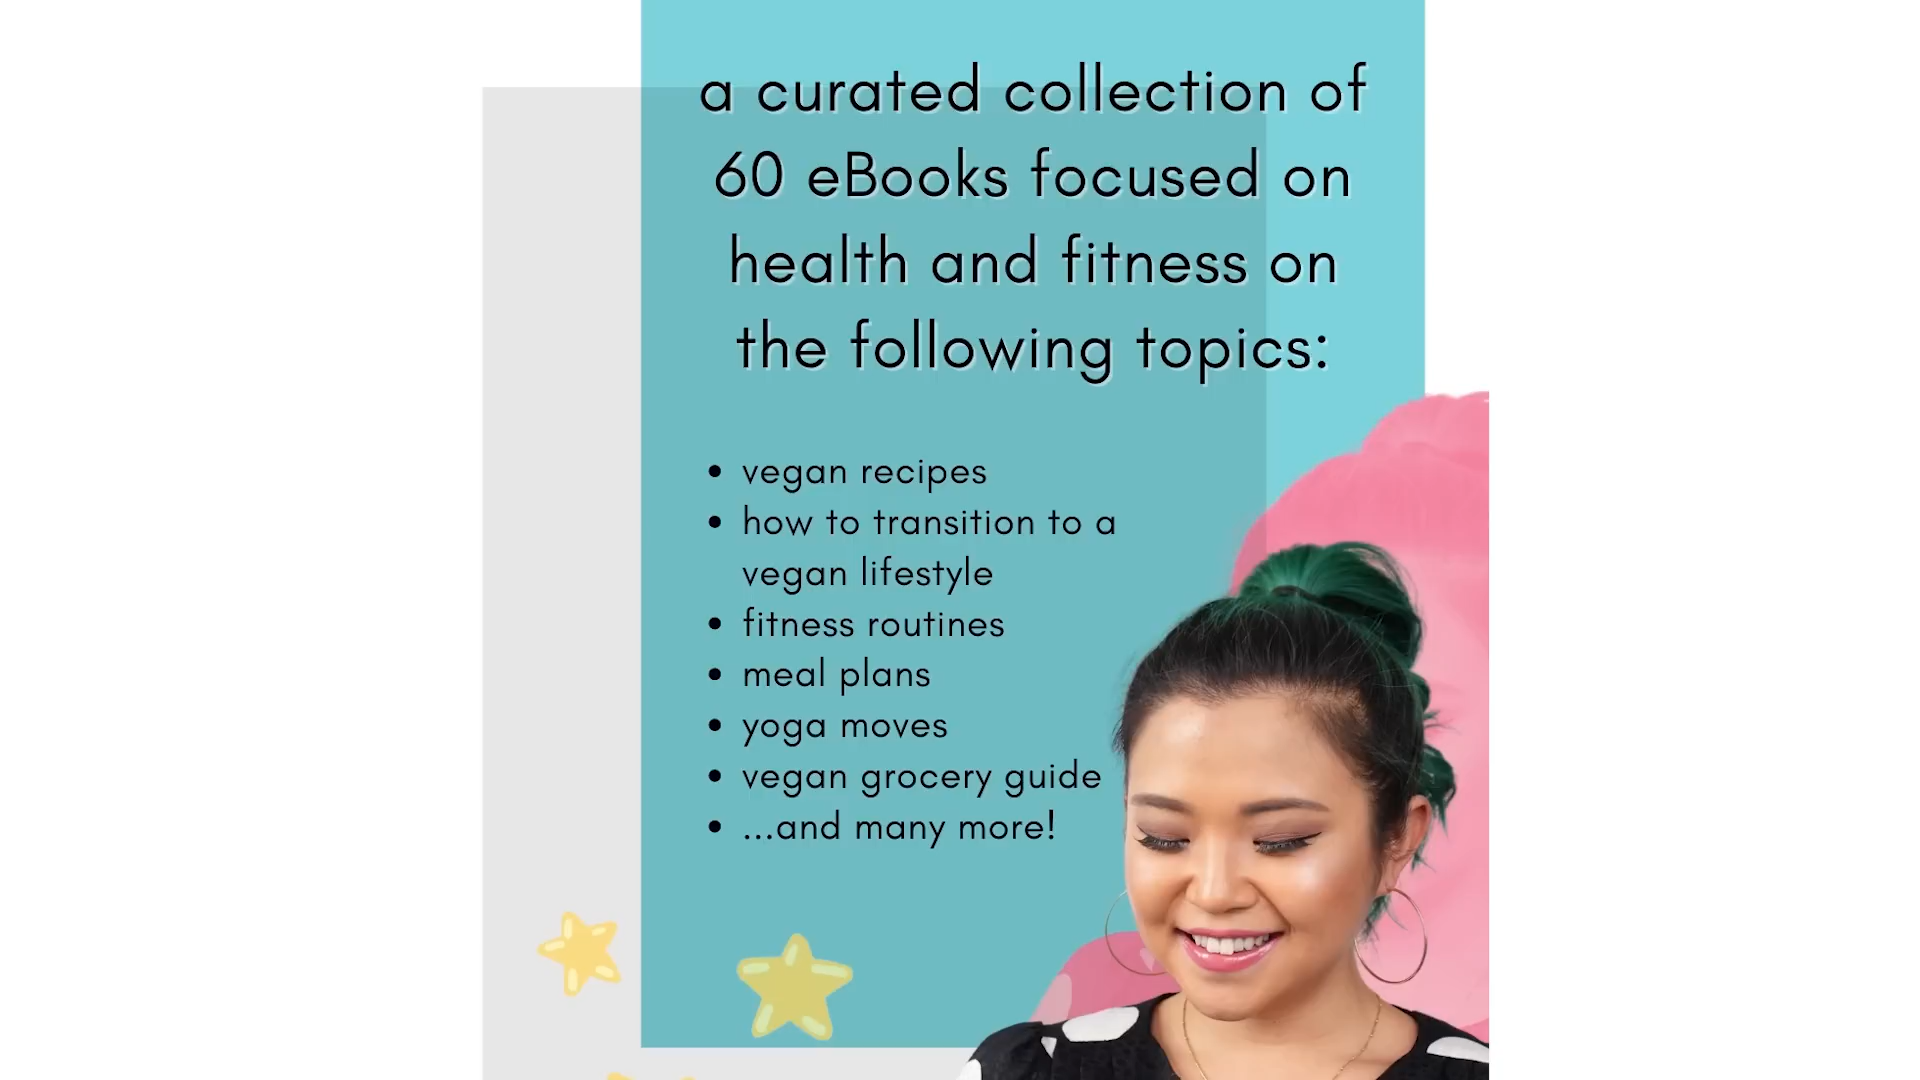 a curated collection of
60 eBooks focused on
health and fitness on
the following topics:
• vegan recipes
• how to transition to a
vegan lifestyle
• fitness routines
• meal plans
• yoga moves
• vegan grocery guide
• ...and many more!